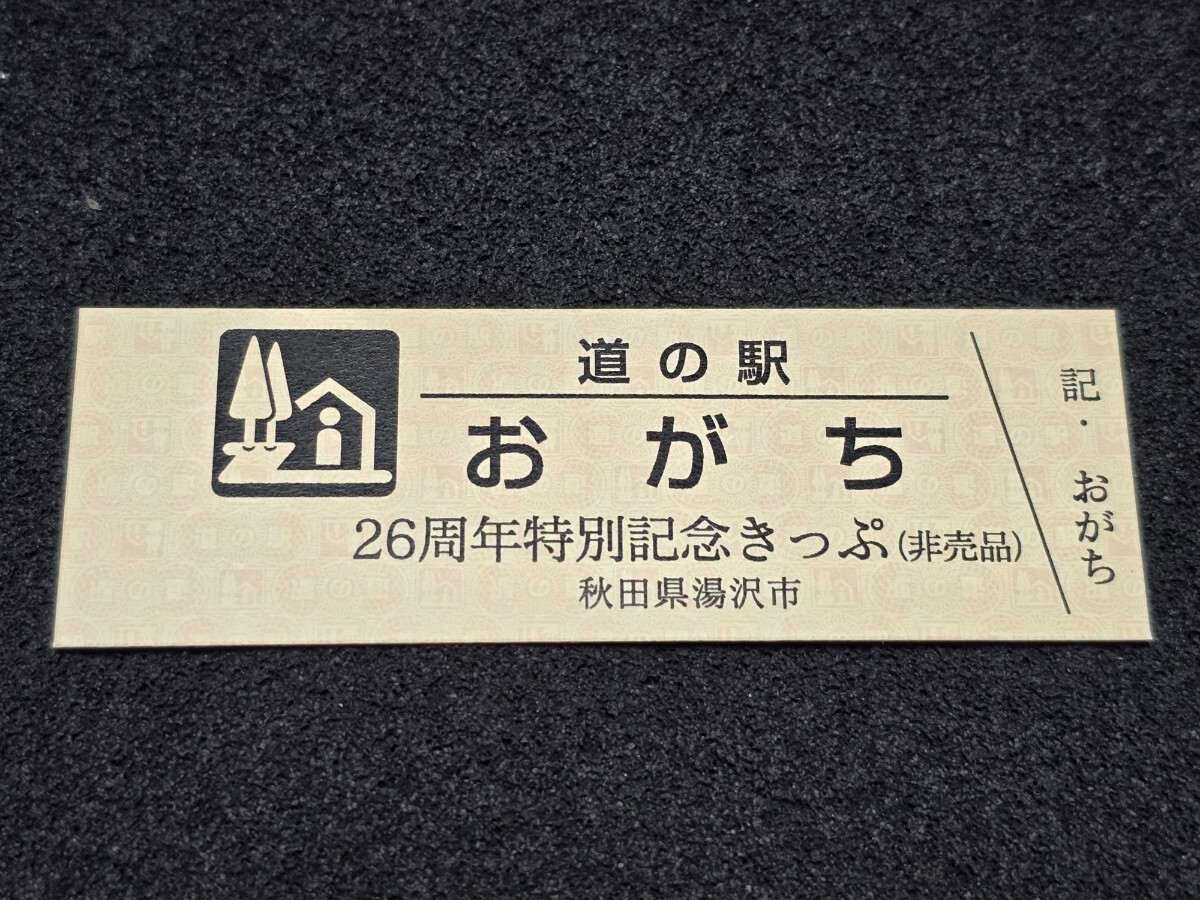 道の駅
おがち
26周年特別記念きっぷ(非売品)
秋田県湯沢市
記・おがち